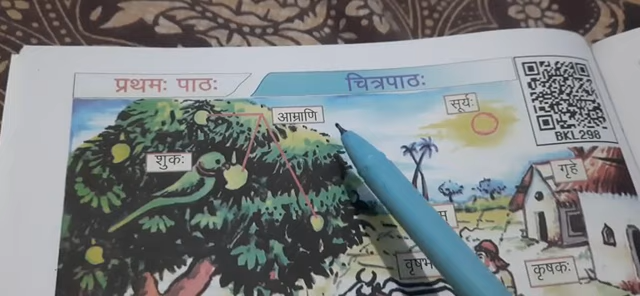 प्रथमः पाठः
चित्रपाठः
आम्राणि
सूर्यः
BKL298
शुकः
गृहे
कृषकः